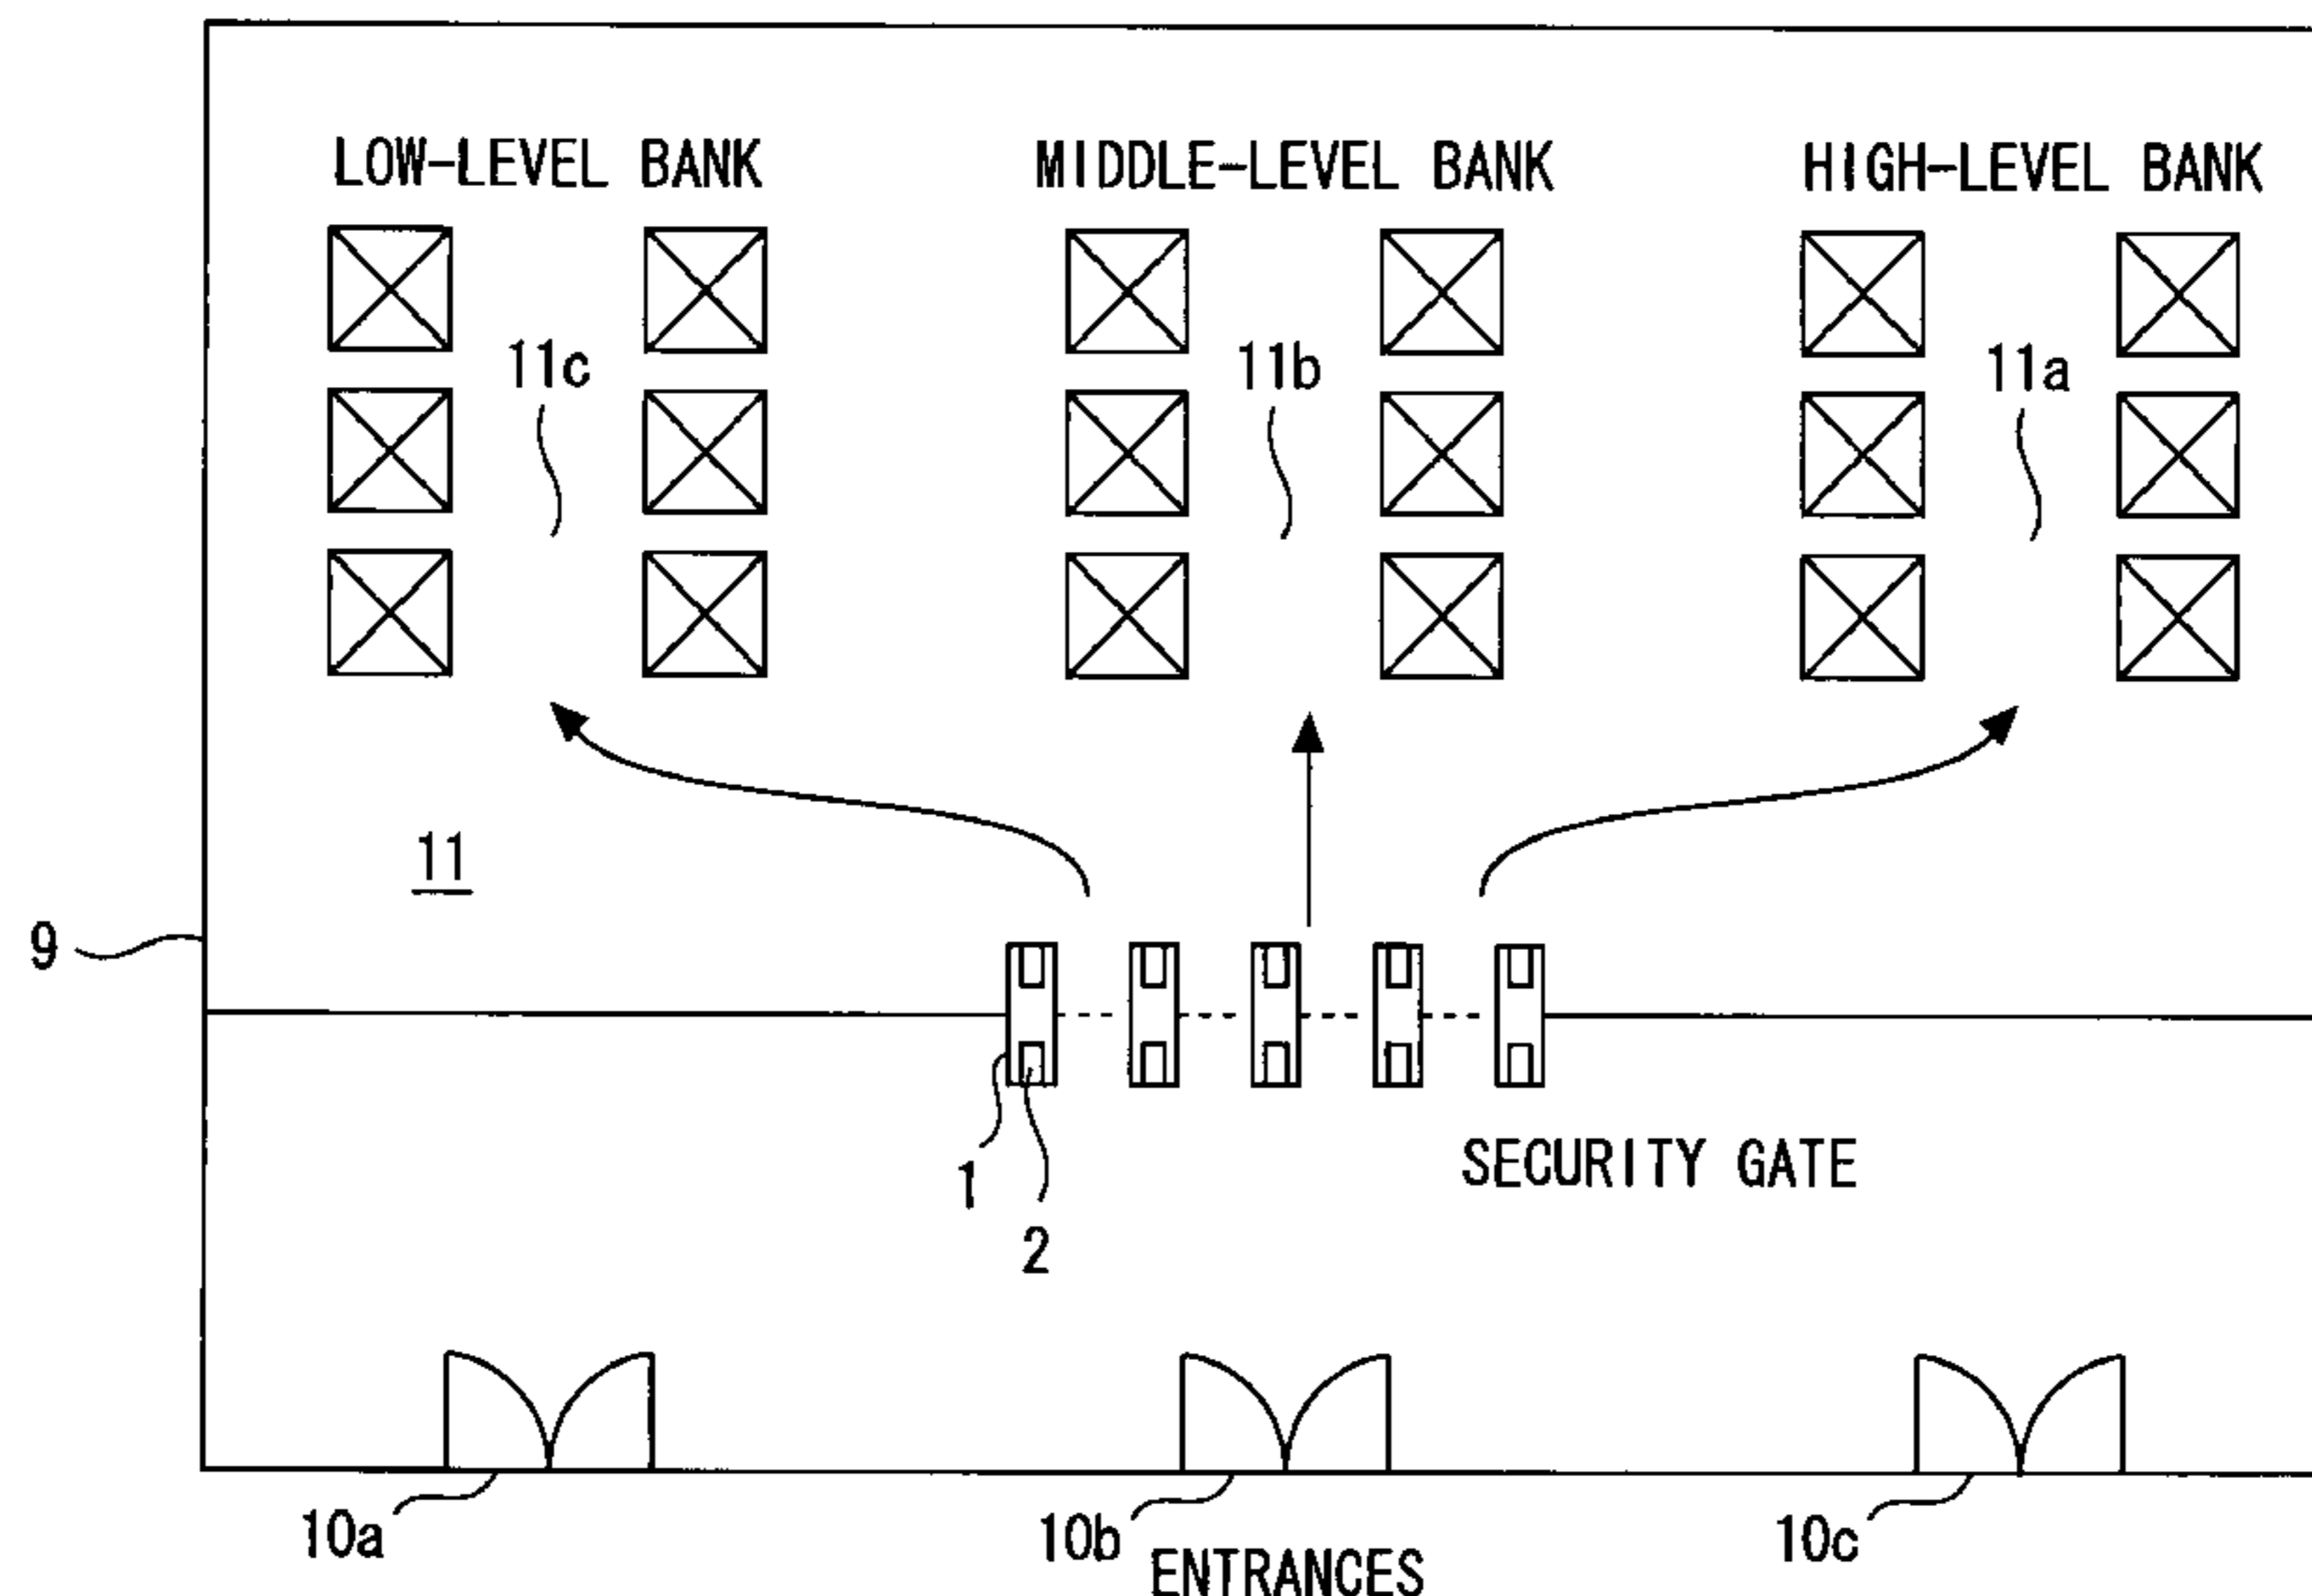 LOW-LEVEL BANK
MIDDLE-LEVEL BANK
HIGH-LEVEL BANK
11c
11b
11a
11
9
1
2
SECURITY GATE
10a
10b
10c
ENTRANCES